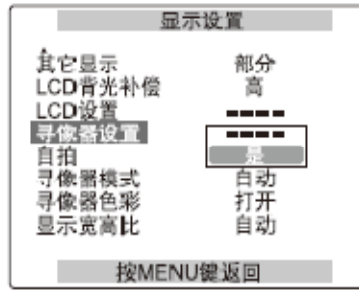 显示设置
其它显示 部分
LCD背光补偿 高
LCD设置 ----
寻像器设置 ----
自拍 是
寻像器模式 自动
寻像器色彩 打开
显示宽高比 自动
按MENU键返回